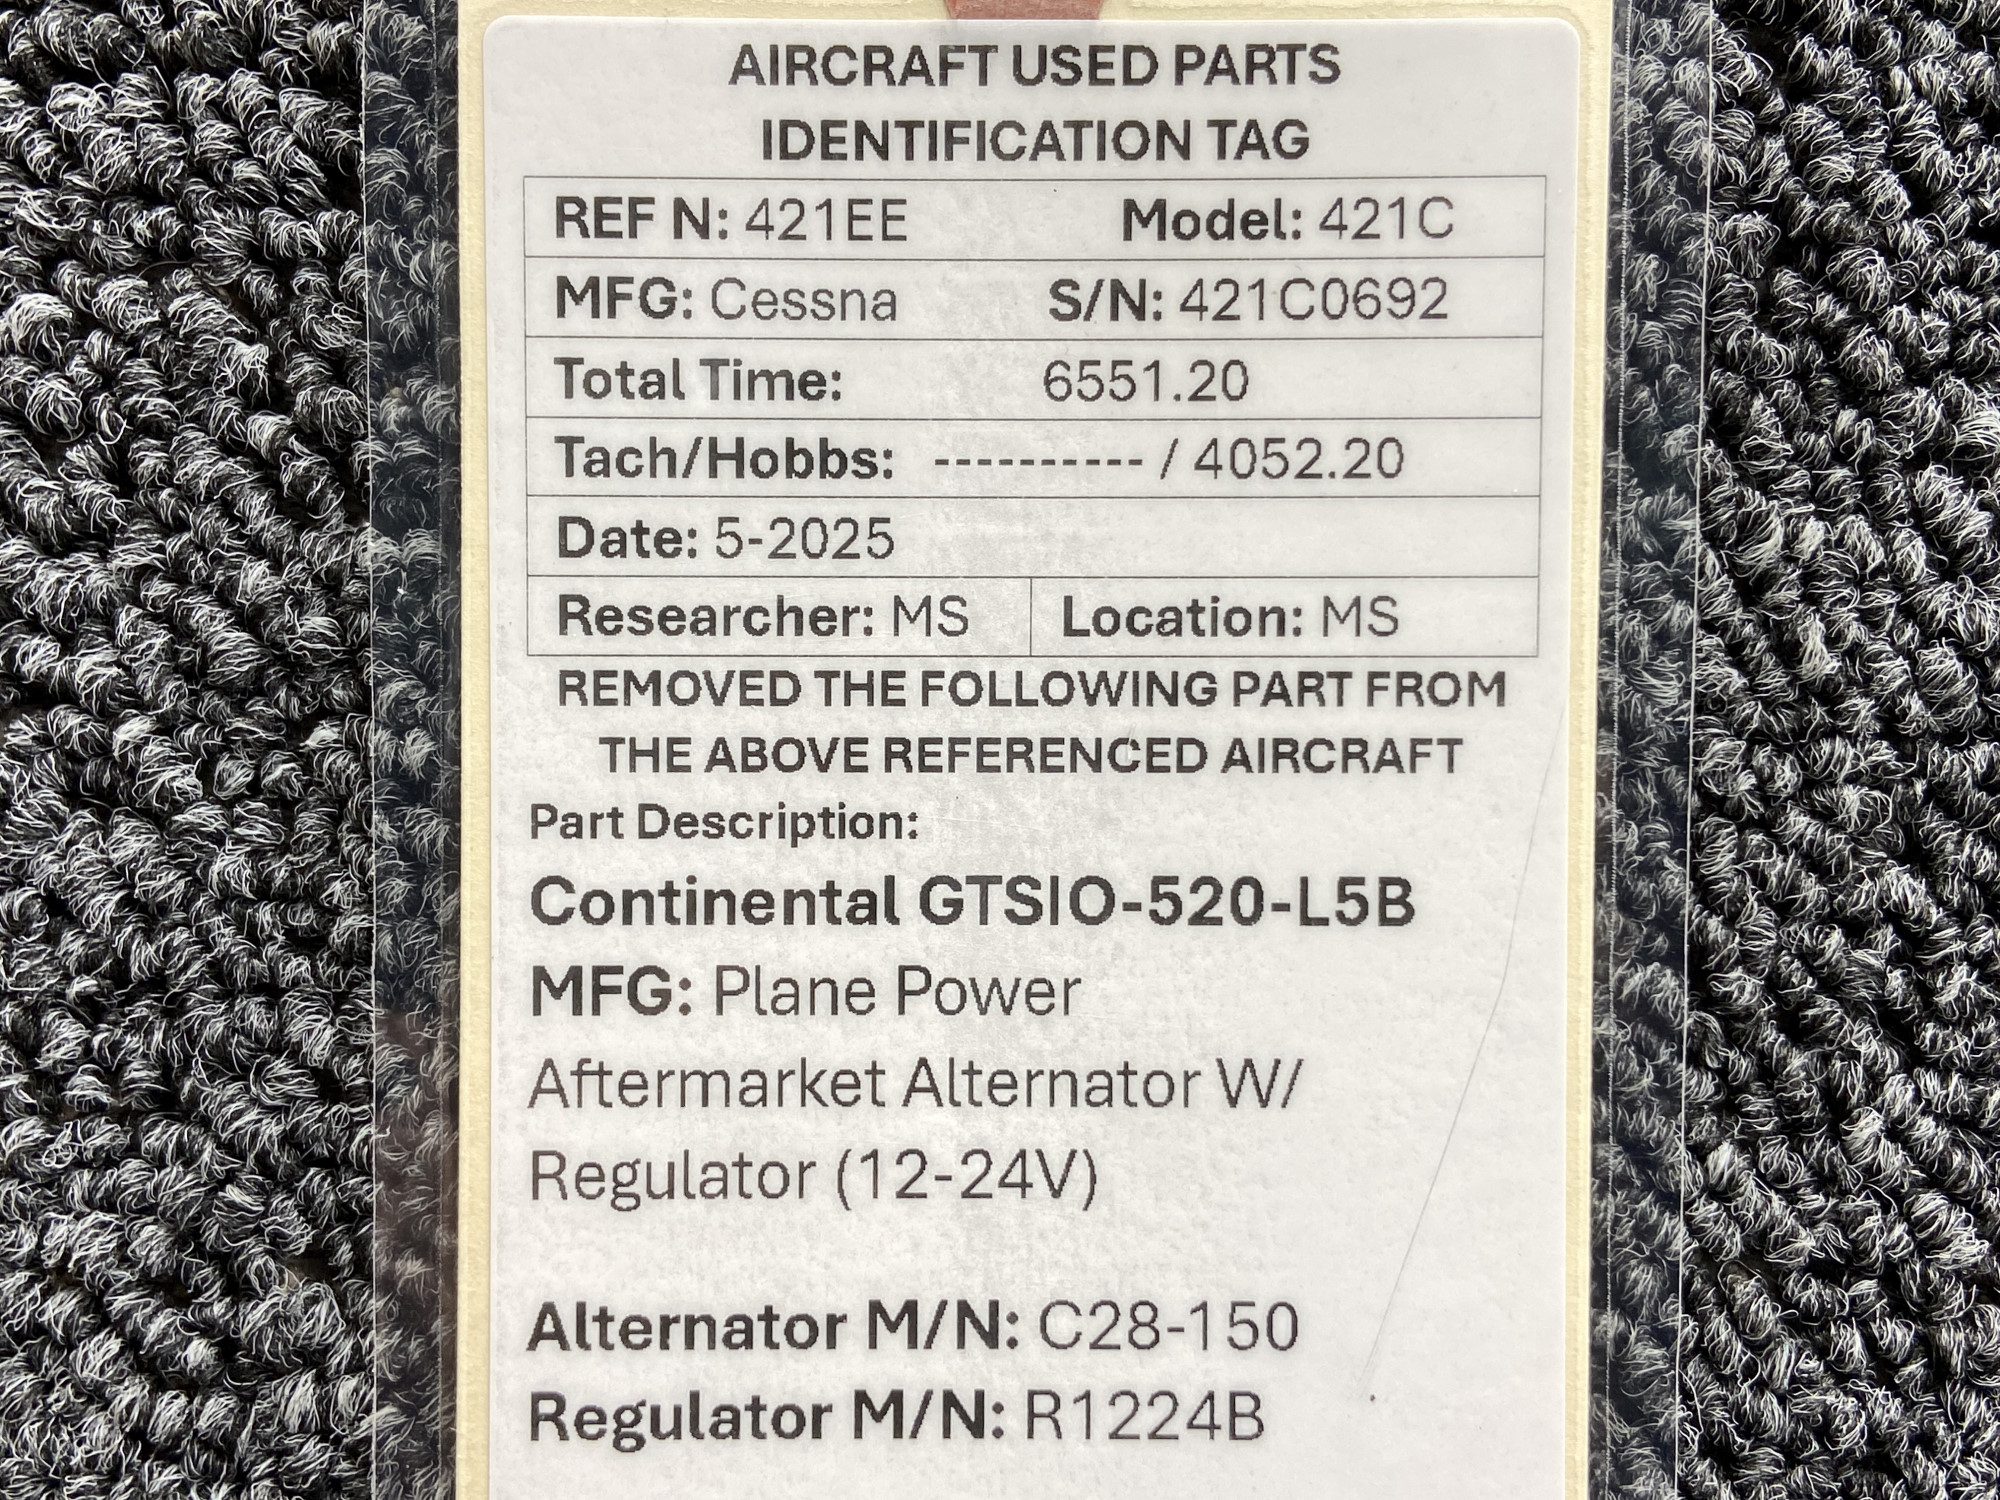 AIRCRAFT USED PARTS
IDENTIFICATION TAG
REF N: 421EE Model: 421C
MFG: Cessna S/N: 421C0692
Total Time: 6551.20
Tach/Hobbs: ---------- / 4052.20
Date: 5-2025
Researcher: MS Location: MS
REMOVED THE FOLLOWING PART FROM
THE ABOVE REFERENCED AIRCRAFT
Part Description:
Continental GTSIO-520-L5B
MFG: Plane Power
Aftermarket Alternator W/
Regulator (12-24V)
Alternator M/N: C28-150
Regulator M/N: R1224B